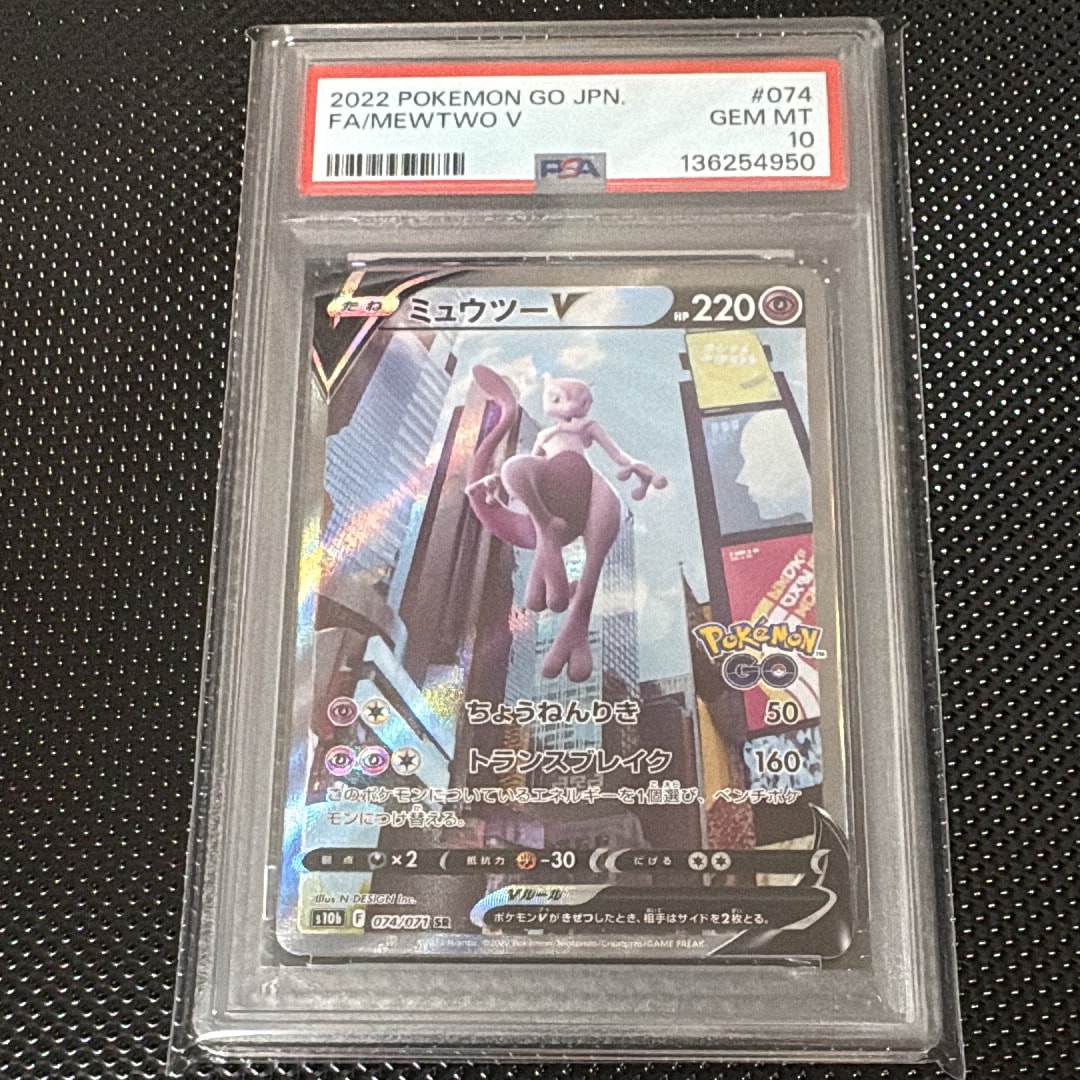 2022 POKEMON GO JPN. #074
FA/MEWTWO V GEM MT
10
PSA 136254950
たね ミュウツーV HP 220
POKéMON
GO
ちょうねんりき 50
トランスブレイク 160
このポケモンについているエネルギーを1個選び、ベンチポケ
モンにつけ替える。
弱点 ×2 抵抗力 -30 にげる
Vルール
ポケモンVがきぜつしたとき、相手はサイドを2枚とる。
illus. N-DESIGN Inc.
s10b F 074/071 SR
GAME FREAK